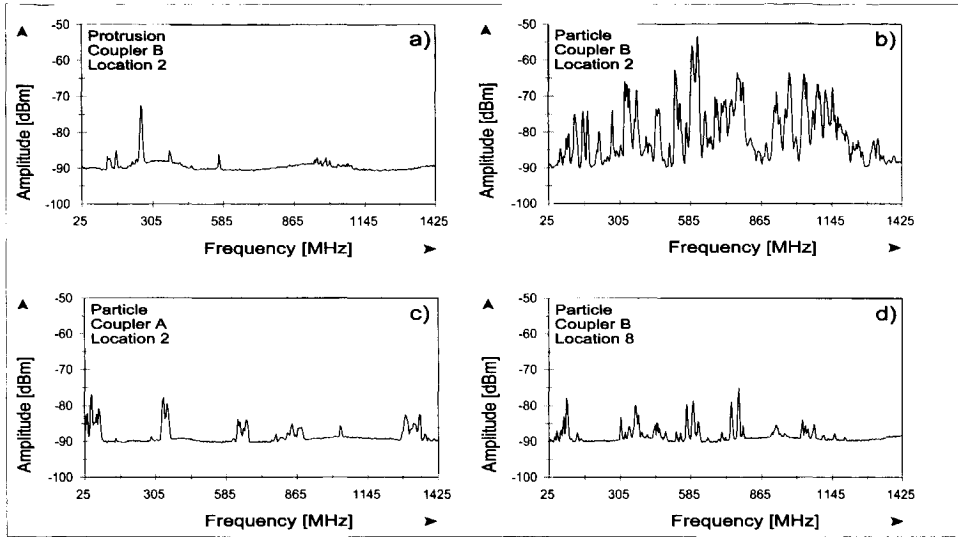 a)
Protrusion
Coupler B
Location 2
Amplitude [dBm]
-50
-60
-70
-80
-90
-100
25 305 585 865 1145 1425
Frequency [MHz]
b)
Particle
Coupler B
Location 2
Amplitude [dBm]
-50
-60
-70
-80
-90
-100
25 305 585 865 1145 1425
Frequency [MHz]
c)
Particle
Coupler A
Location 2
Amplitude [dBm]
-50
-60
-70
-80
-90
-100
25 305 585 865 1145 1425
Frequency [MHz]
d)
Particle
Coupler B
Location 8
Amplitude [dBm]
-50
-60
-70
-80
-90
-100
25 305 585 865 1145 1425
Frequency [MHz]